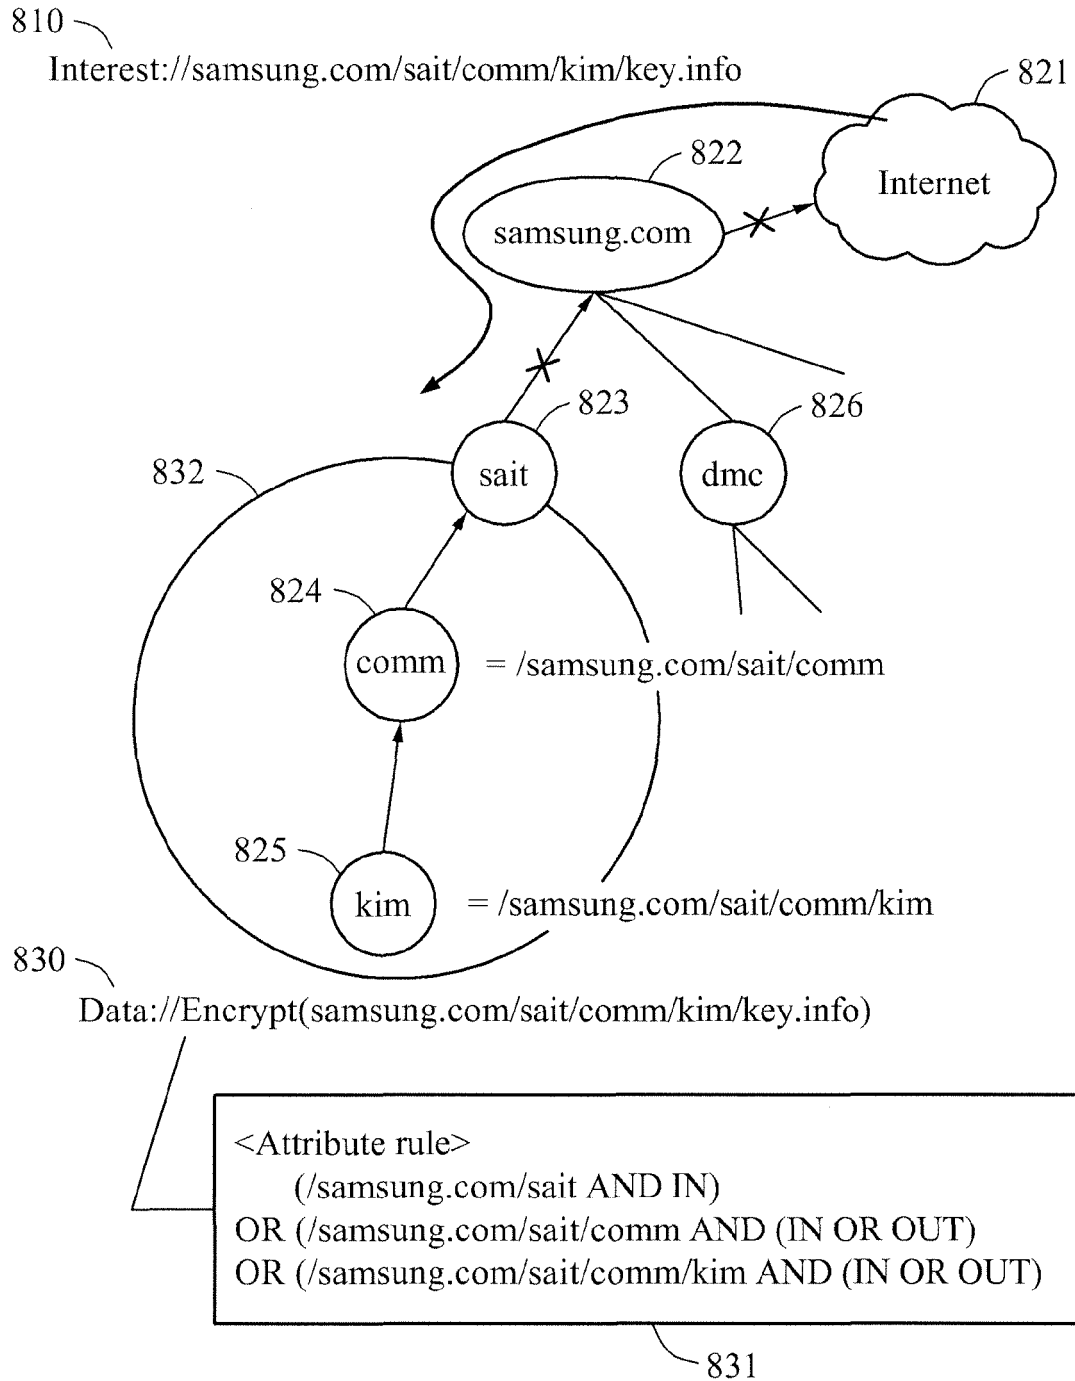 810
Interest://samsung.com/sait/comm/kim/key.info
821
822
Internet
samsung.com
823
826
832
sait
dmc
824
comm = /samsung.com/sait/comm
825
kim = /samsung.com/sait/comm/kim
830
Data://Encrypt(samsung.com/sait/comm/kim/key.info)
<Attribute rule>
(/samsung.com/sait AND IN)
OR (/samsung.com/sait/comm AND (IN OR OUT)
OR (/samsung.com/sait/comm/kim AND (IN OR OUT)
831